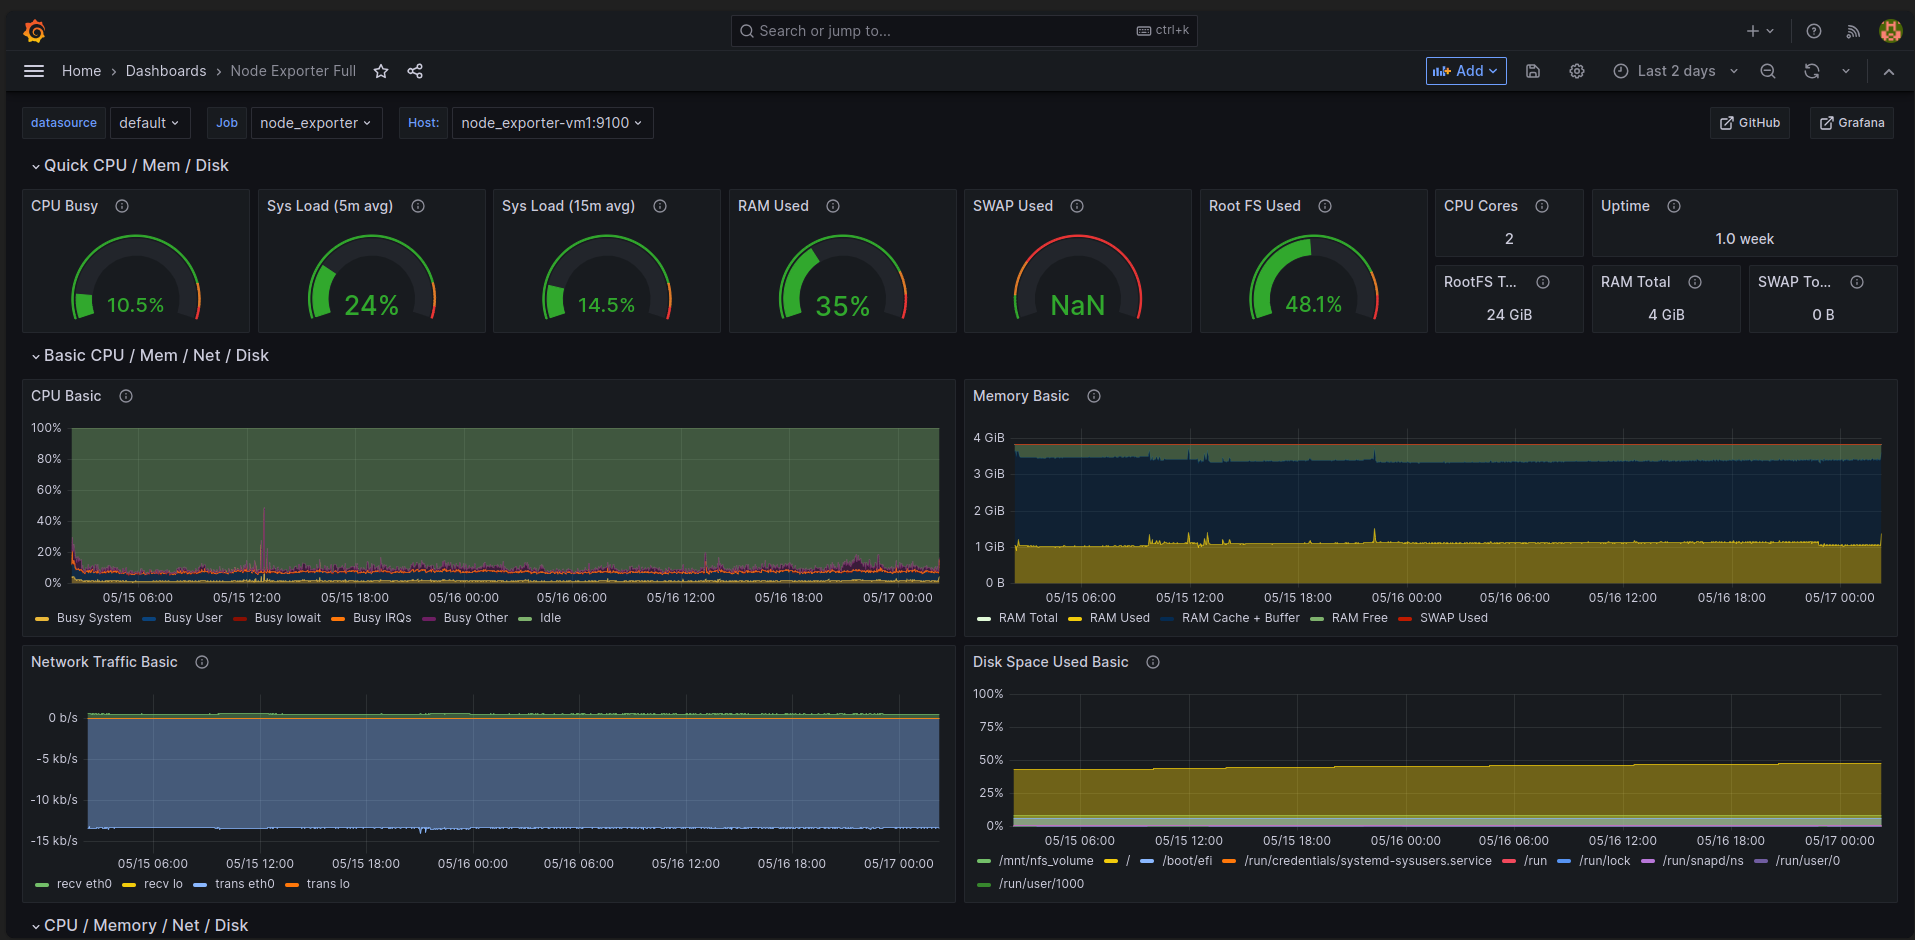 Search or jump to... ctrl+k
Home › Dashboards › Node Exporter Full Add Last 2 days
datasource default Job node_exporter Host: node_exporter-vm1:9100 GitHub Grafana
Quick CPU / Mem / Disk
CPU Busy
10.5%
Sys Load (5m avg)
24%
Sys Load (15m avg)
14.5%
RAM Used
35%
SWAP Used
NaN
Root FS Used
48.1%
CPU Cores
2
Uptime
1.0 week
RootFS T...
24 GiB
RAM Total
4 GiB
SWAP To...
0 B
Basic CPU / Mem / Net / Disk
CPU Basic
100%
80%
60%
40%
20%
0%
05/15 06:00 05/15 12:00 05/15 18:00 05/16 00:00 05/16 06:00 05/16 12:00 05/16 18:00 05/17 00:00
Busy System Busy User Busy Iowait Busy IRQs Busy Other Idle
Memory Basic
4 GiB
3 GiB
2 GiB
1 GiB
0 B
05/15 06:00 05/15 12:00 05/15 18:00 05/16 00:00 05/16 06:00 05/16 12:00 05/16 18:00 05/17 00:00
RAM Total RAM Used RAM Cache + Buffer RAM Free SWAP Used
Network Traffic Basic
0 b/s
-5 kb/s
-10 kb/s
-15 kb/s
05/15 06:00 05/15 12:00 05/15 18:00 05/16 00:00 05/16 06:00 05/16 12:00 05/16 18:00 05/17 00:00
recv eth0 recv lo trans eth0 trans lo
Disk Space Used Basic
100%
75%
50%
25%
0%
05/15 06:00 05/15 12:00 05/15 18:00 05/16 00:00 05/16 06:00 05/16 12:00 05/16 18:00 05/17 00:00
/mnt/nfs_volume / /boot/efi /run/credentials/systemd-sysusers.service /run /run/lock /run/snapd/ns /run/user/0
/run/user/1000
CPU / Memory / Net / Disk